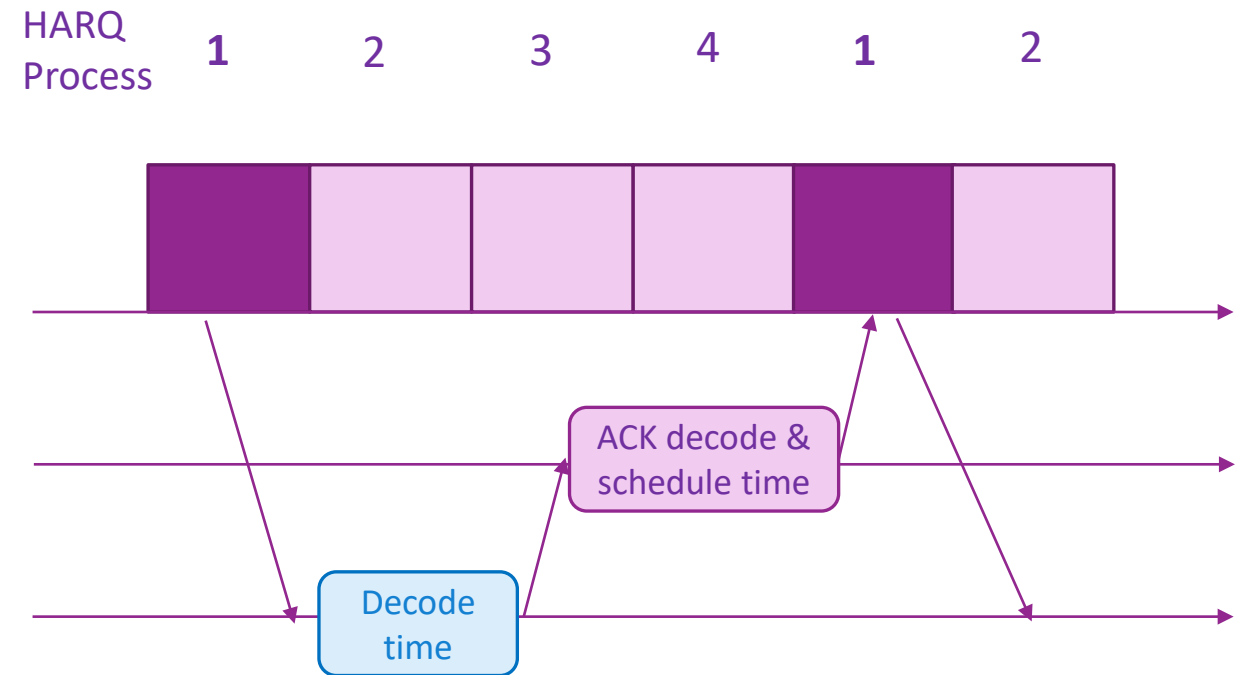 HARQ
Process 1 2 3 4 1 2
ACK decode &
schedule time
Decode
time